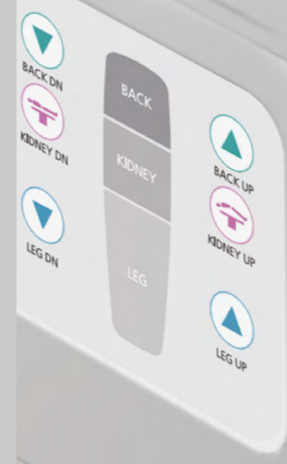 BACK DN
KIDNEY DN
LEG DN
BACK
KIDNEY
LEG
BACK UP
KIDNEY UP
LEG UP